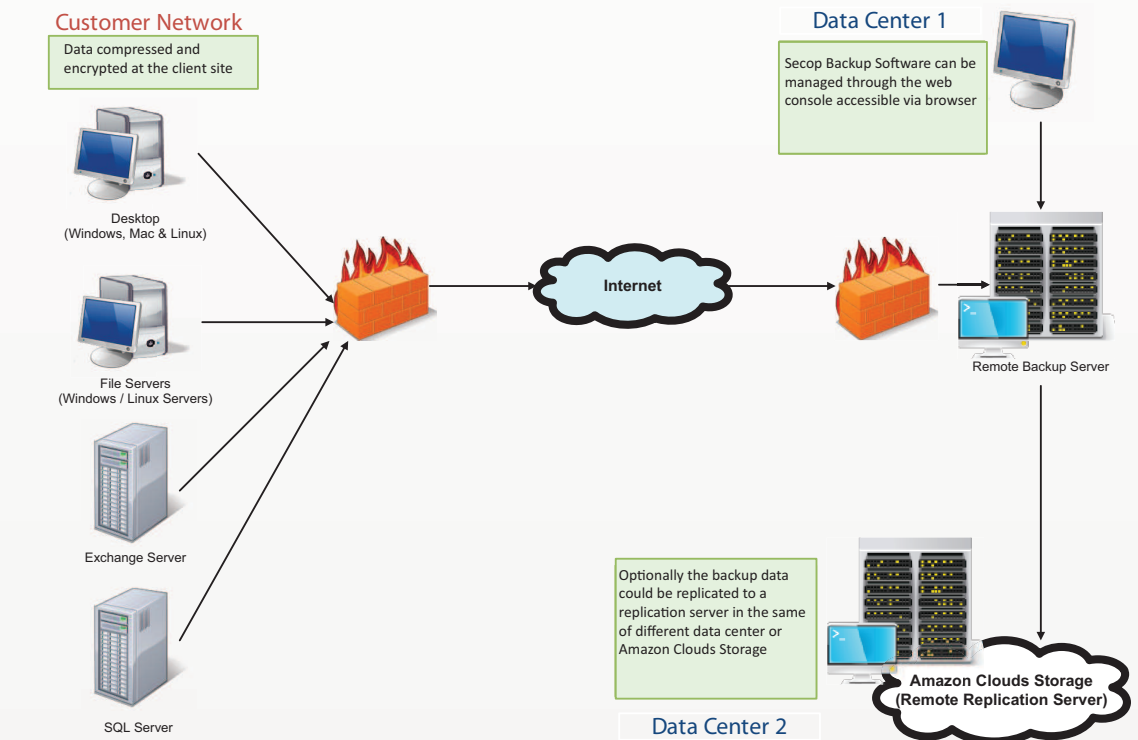 Customer Network
Data compressed and
encrypted at the client site
Desktop
(Windows, Mac & Linux)
File Servers
(Windows / Linux Servers)
Exchange Server
SQL Server
Internet
Data Center 1
Secop Backup Software can be
managed through the web
console accessible via browser
Remote Backup Server
Optionally the backup data
could be replicated to a
replication server in the same
of different data center or
Amazon Clouds Storage
Data Center 2
Amazon Clouds Storage
(Remote Replication Server)